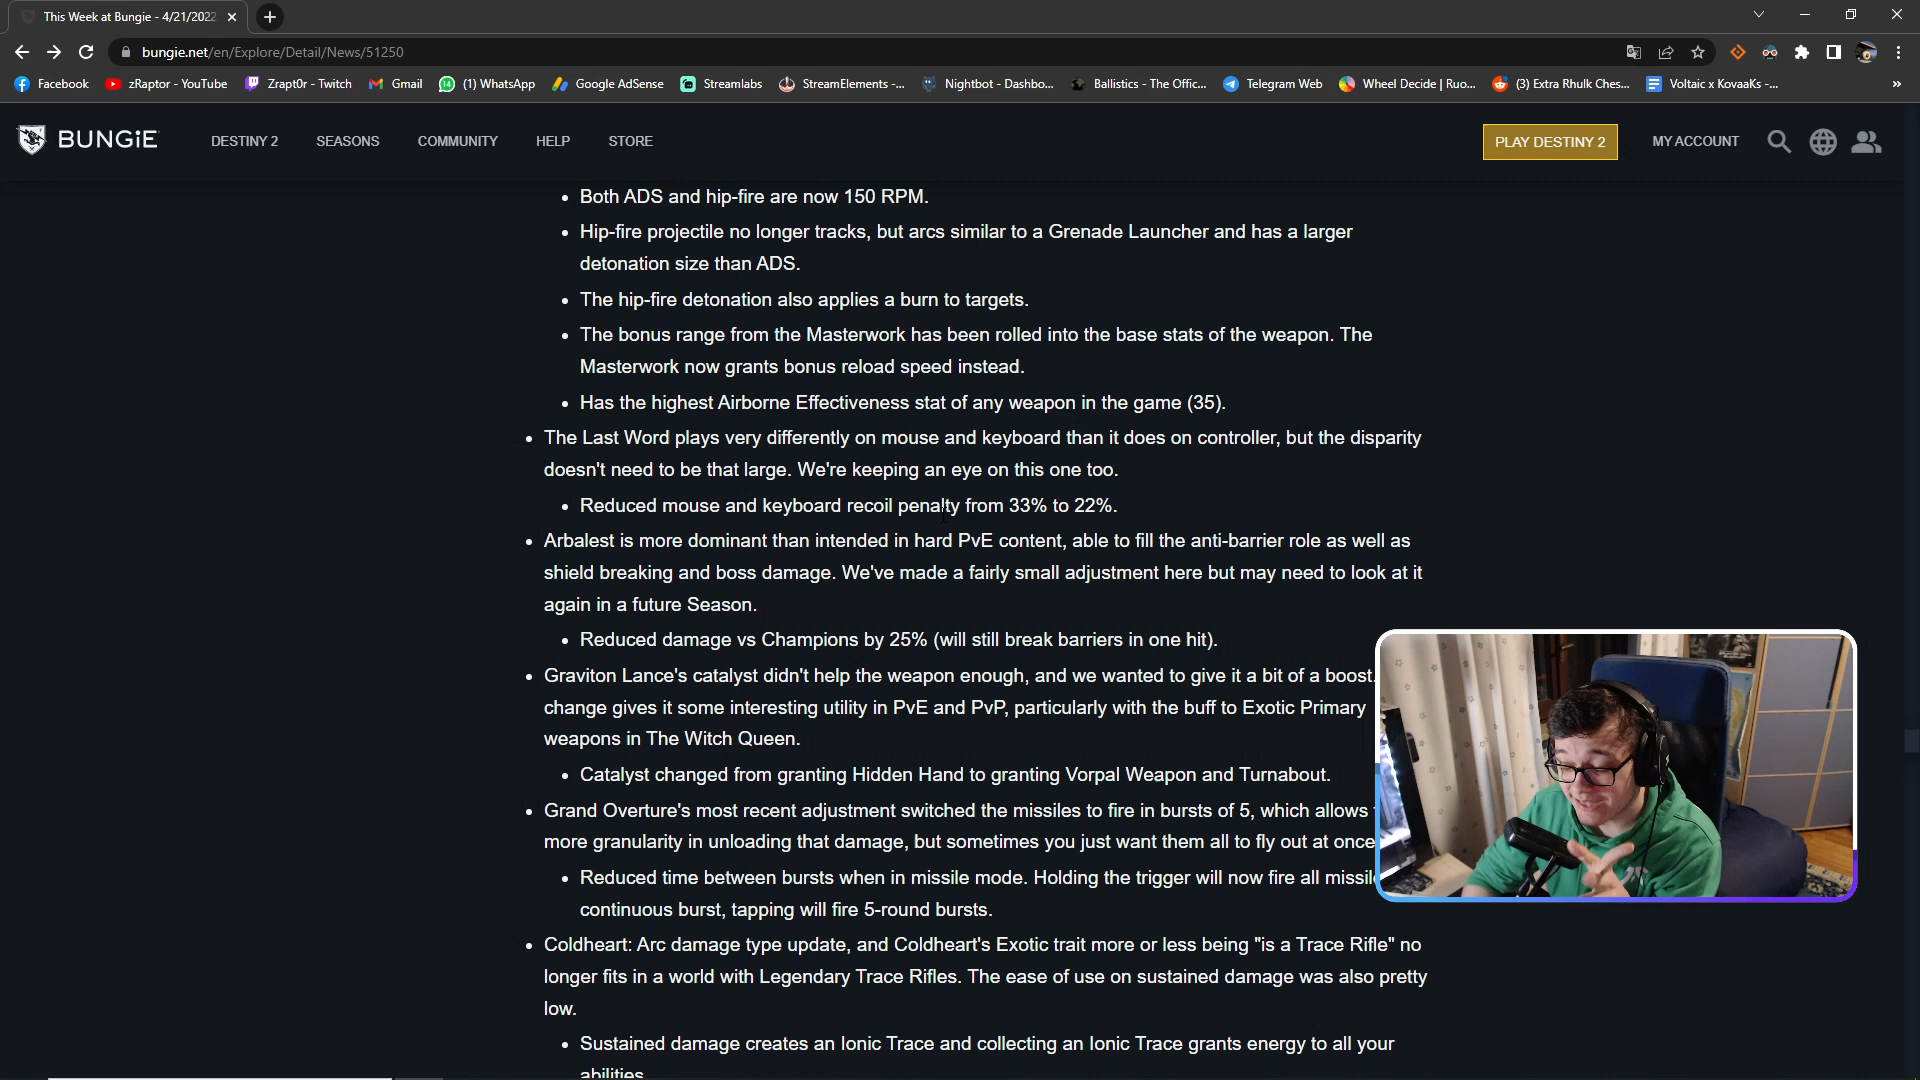 This Week at Bungie - 4/21/2022
bungie.net/en/Explore/Detail/News/51250
Facebook
zRaptor - YouTube
Zrapt0r - Twitch
Gmail
(1) WhatsApp
Google AdSense
Streamlabs
StreamElements -...
Nightbot - Dashbo...
Ballistics - The Offic...
Telegram Web
Wheel Decide | Ruo...
(3) Extra Rhulk Ches...
Voltaic x KovaaKs -...
BUNGiE
DESTINY 2
SEASONS
COMMUNITY
HELP
STORE
PLAY DESTINY 2
MY ACCOUNT
Both ADS and hip-fire are now 150 RPM.
Hip-fire projectile no longer tracks, but arcs similar to a Grenade Launcher and has a larger
detonation size than ADS.
The hip-fire detonation also applies a burn to targets.
The bonus range from the Masterwork has been rolled into the base stats of the weapon. The
Masterwork now grants bonus reload speed instead.
Has the highest Airborne Effectiveness stat of any weapon in the game (35).
The Last Word plays very differently on mouse and keyboard than it does on controller, but the disparity
doesn't need to be that large. We're keeping an eye on this one too.
Reduced mouse and keyboard recoil penalty from 33% to 22%.
Arbalest is more dominant than intended in hard PvE content, able to fill the anti-barrier role as well as
shield breaking and boss damage. We've made a fairly small adjustment here but may need to look at it
again in a future Season.
Reduced damage vs Champions by 25% (will still break barriers in one hit).
Graviton Lance's catalyst didn't help the weapon enough, and we wanted to give it a bit of a boost.
change gives it some interesting utility in PvE and PvP, particularly with the buff to Exotic Primary
weapons in The Witch Queen.
Catalyst changed from granting Hidden Hand to granting Vorpal Weapon and Turnabout.
Grand Overture's most recent adjustment switched the missiles to fire in bursts of 5, which allows
more granularity in unloading that damage, but sometimes you just want them all to fly out at once
Reduced time between bursts when in missile mode. Holding the trigger will now fire all
continuous burst, tapping will fire 5-round bursts.
Coldheart: Arc damage type update, and Coldheart's Exotic trait more or less being "is a Trace Rifle" no
longer fits in a world with Legendary Trace Rifles. The ease of use on sustained damage was also pretty
low.
Sustained damage creates an Ionic Trace and collecting an Ionic Trace grants energy to all your
abilities.